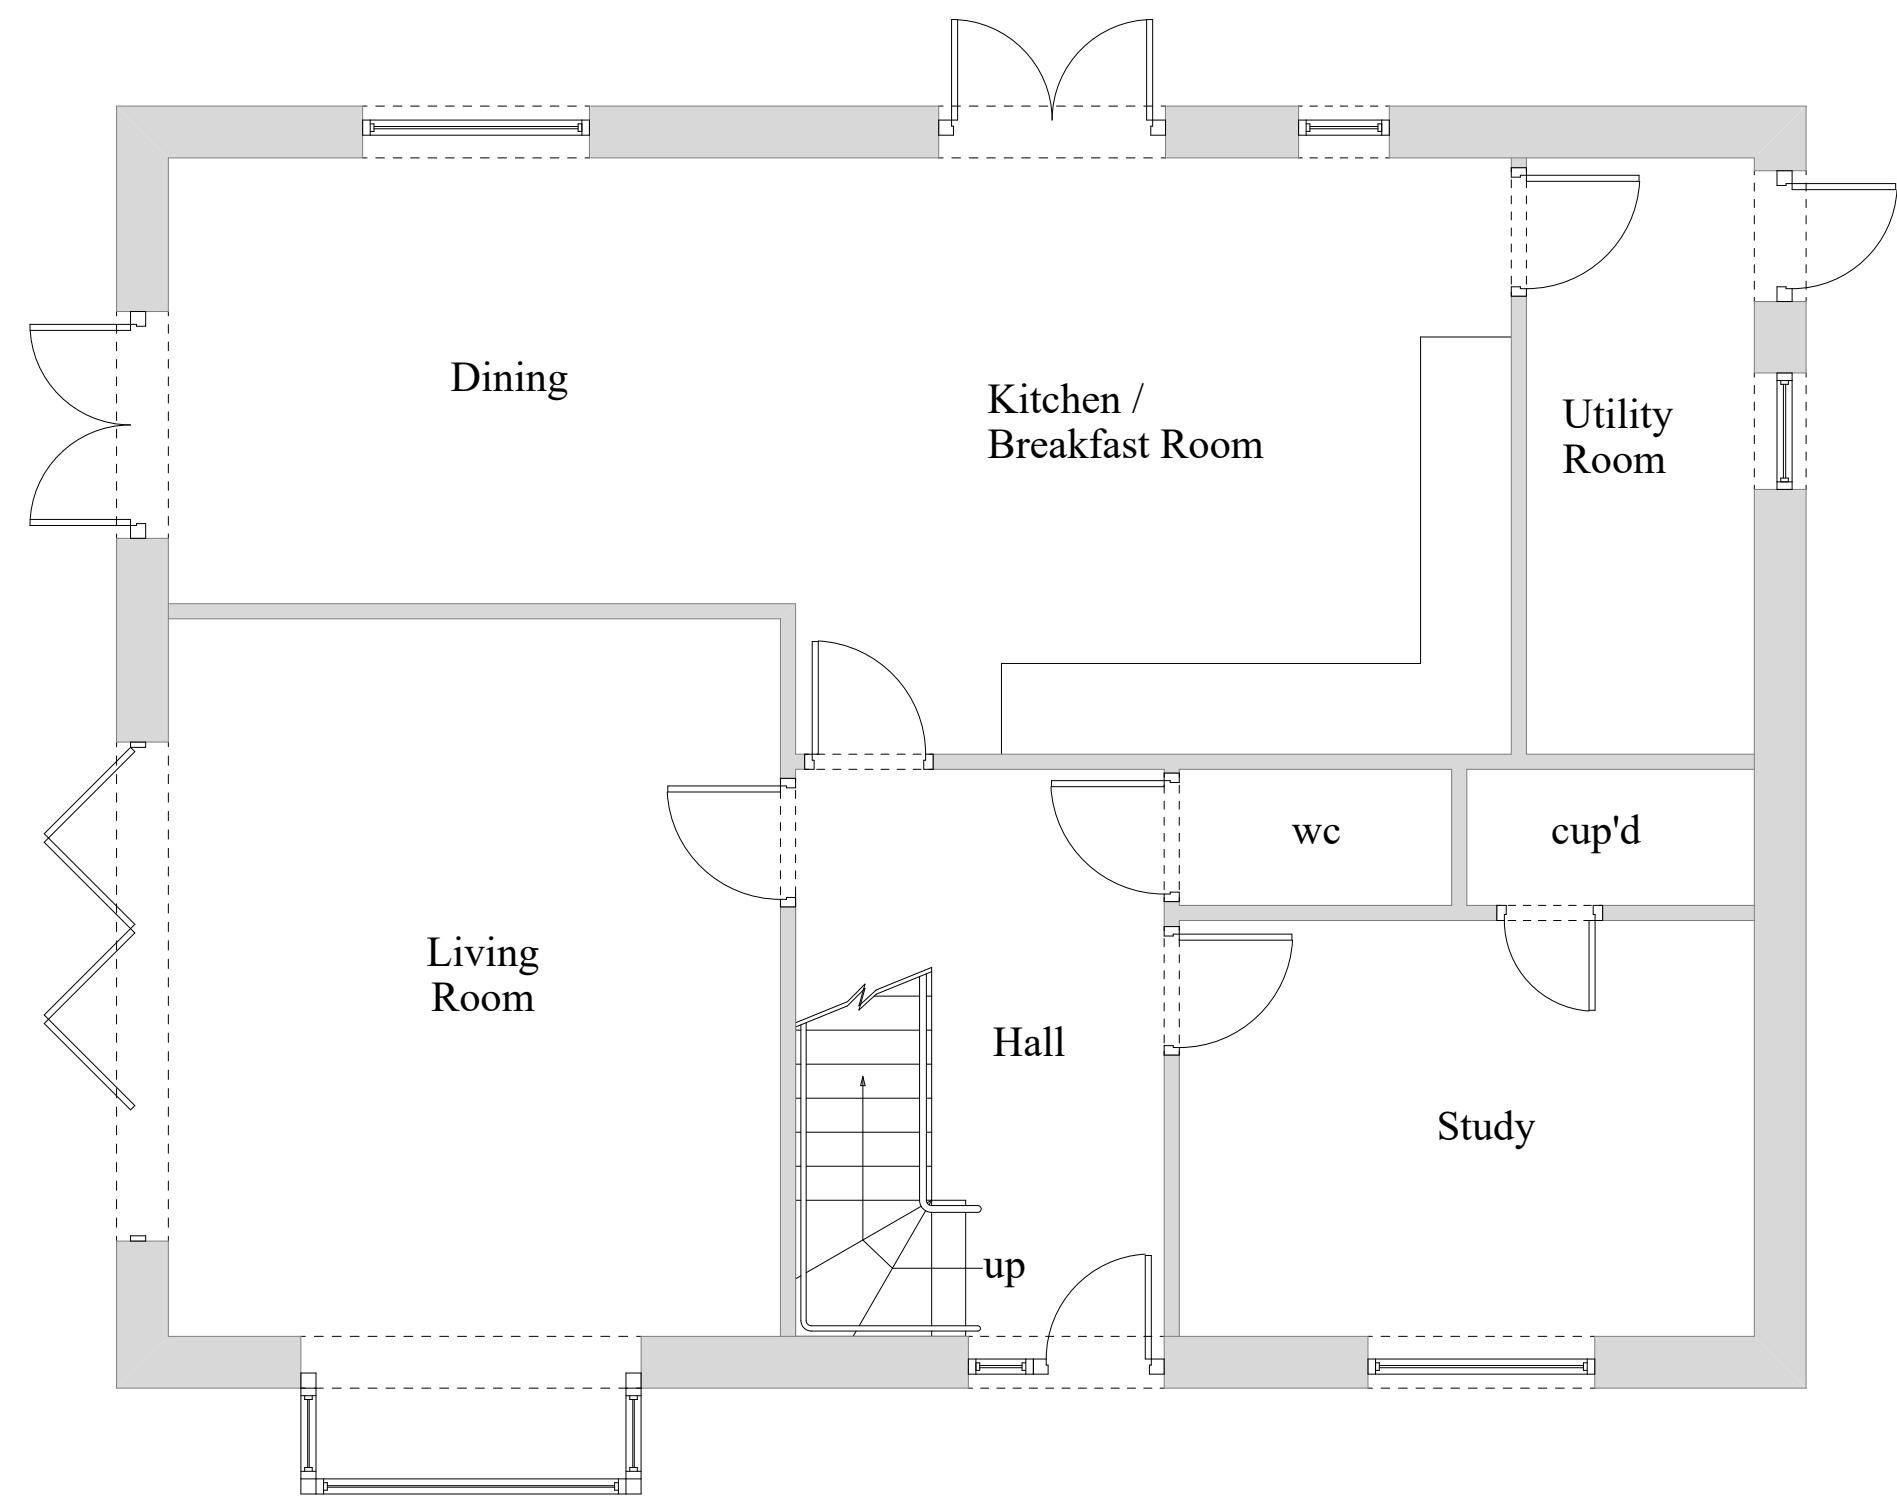 Dining
Kitchen /
Breakfast Room
Utility
Room
wc
cup'd
Living
Room
Hall
Study
up